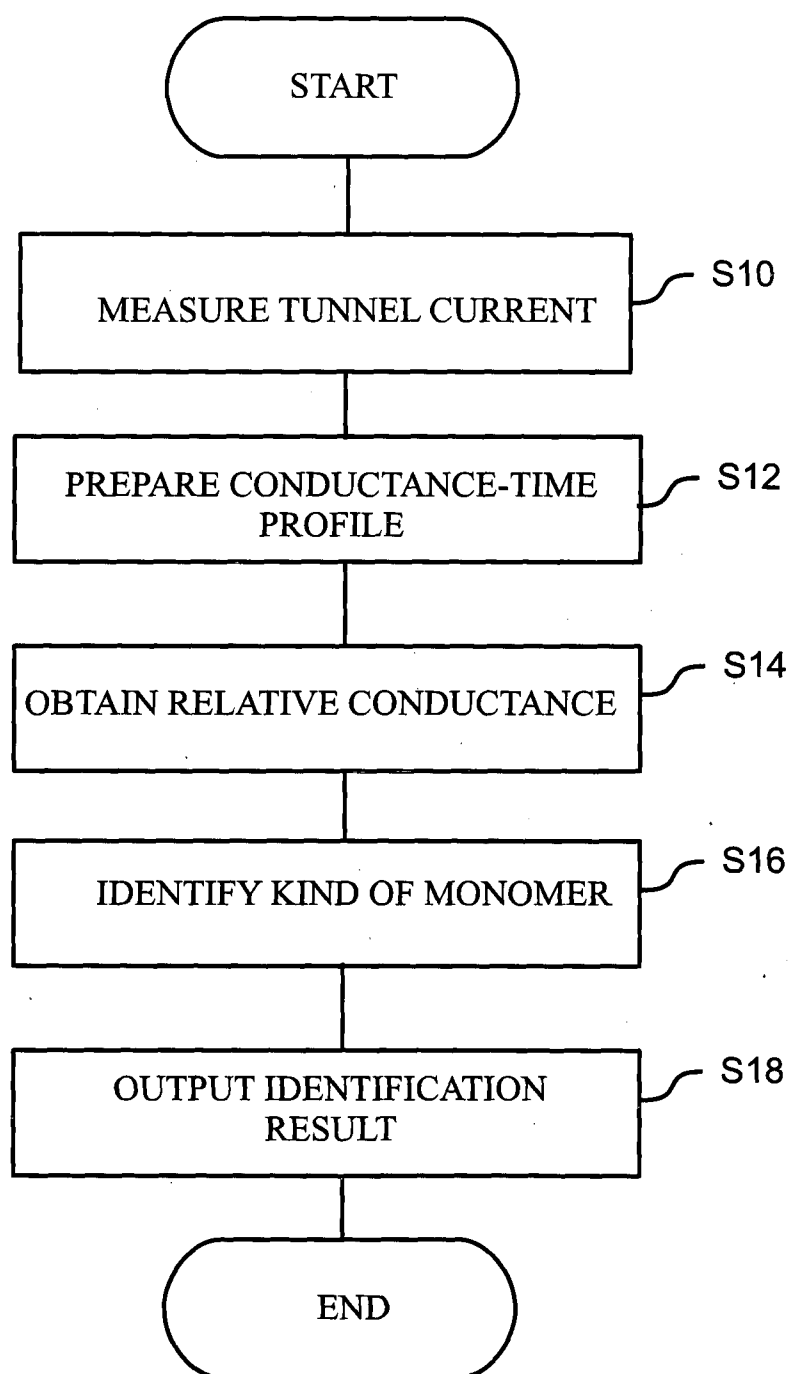 START
MEASURE TUNNEL CURRENT
S10
PREPARE CONDUCTANCE-TIME
PROFILE
S12
OBTAIN RELATIVE CONDUCTANCE
S14
IDENTIFY KIND OF MONOMER
S16
OUTPUT IDENTIFICATION
RESULT
S18
END